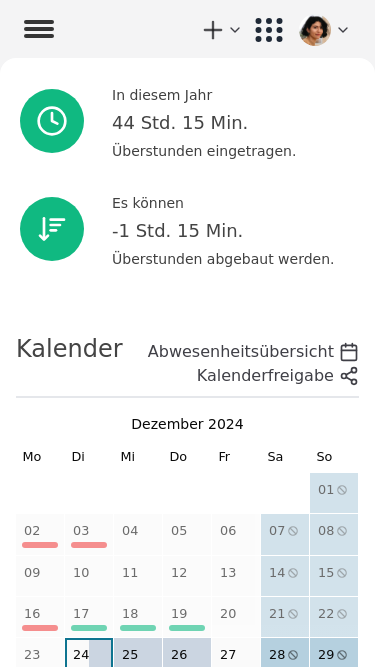 In diesem Jahr
44 Std. 15 Min.
Überstunden eingetragen.
Es können
-1 Std. 15 Min.
Überstunden abgebaut werden.
Kalender
Abwesenheitsübersicht
Kalenderfreigabe
Dezember 2024
Mo Di Mi Do Fr Sa So
01
02 03 04 05 06 07 08
09 10 11 12 13 14 15
16 17 18 19 20 21 22
23 24 25 26 27 28 29